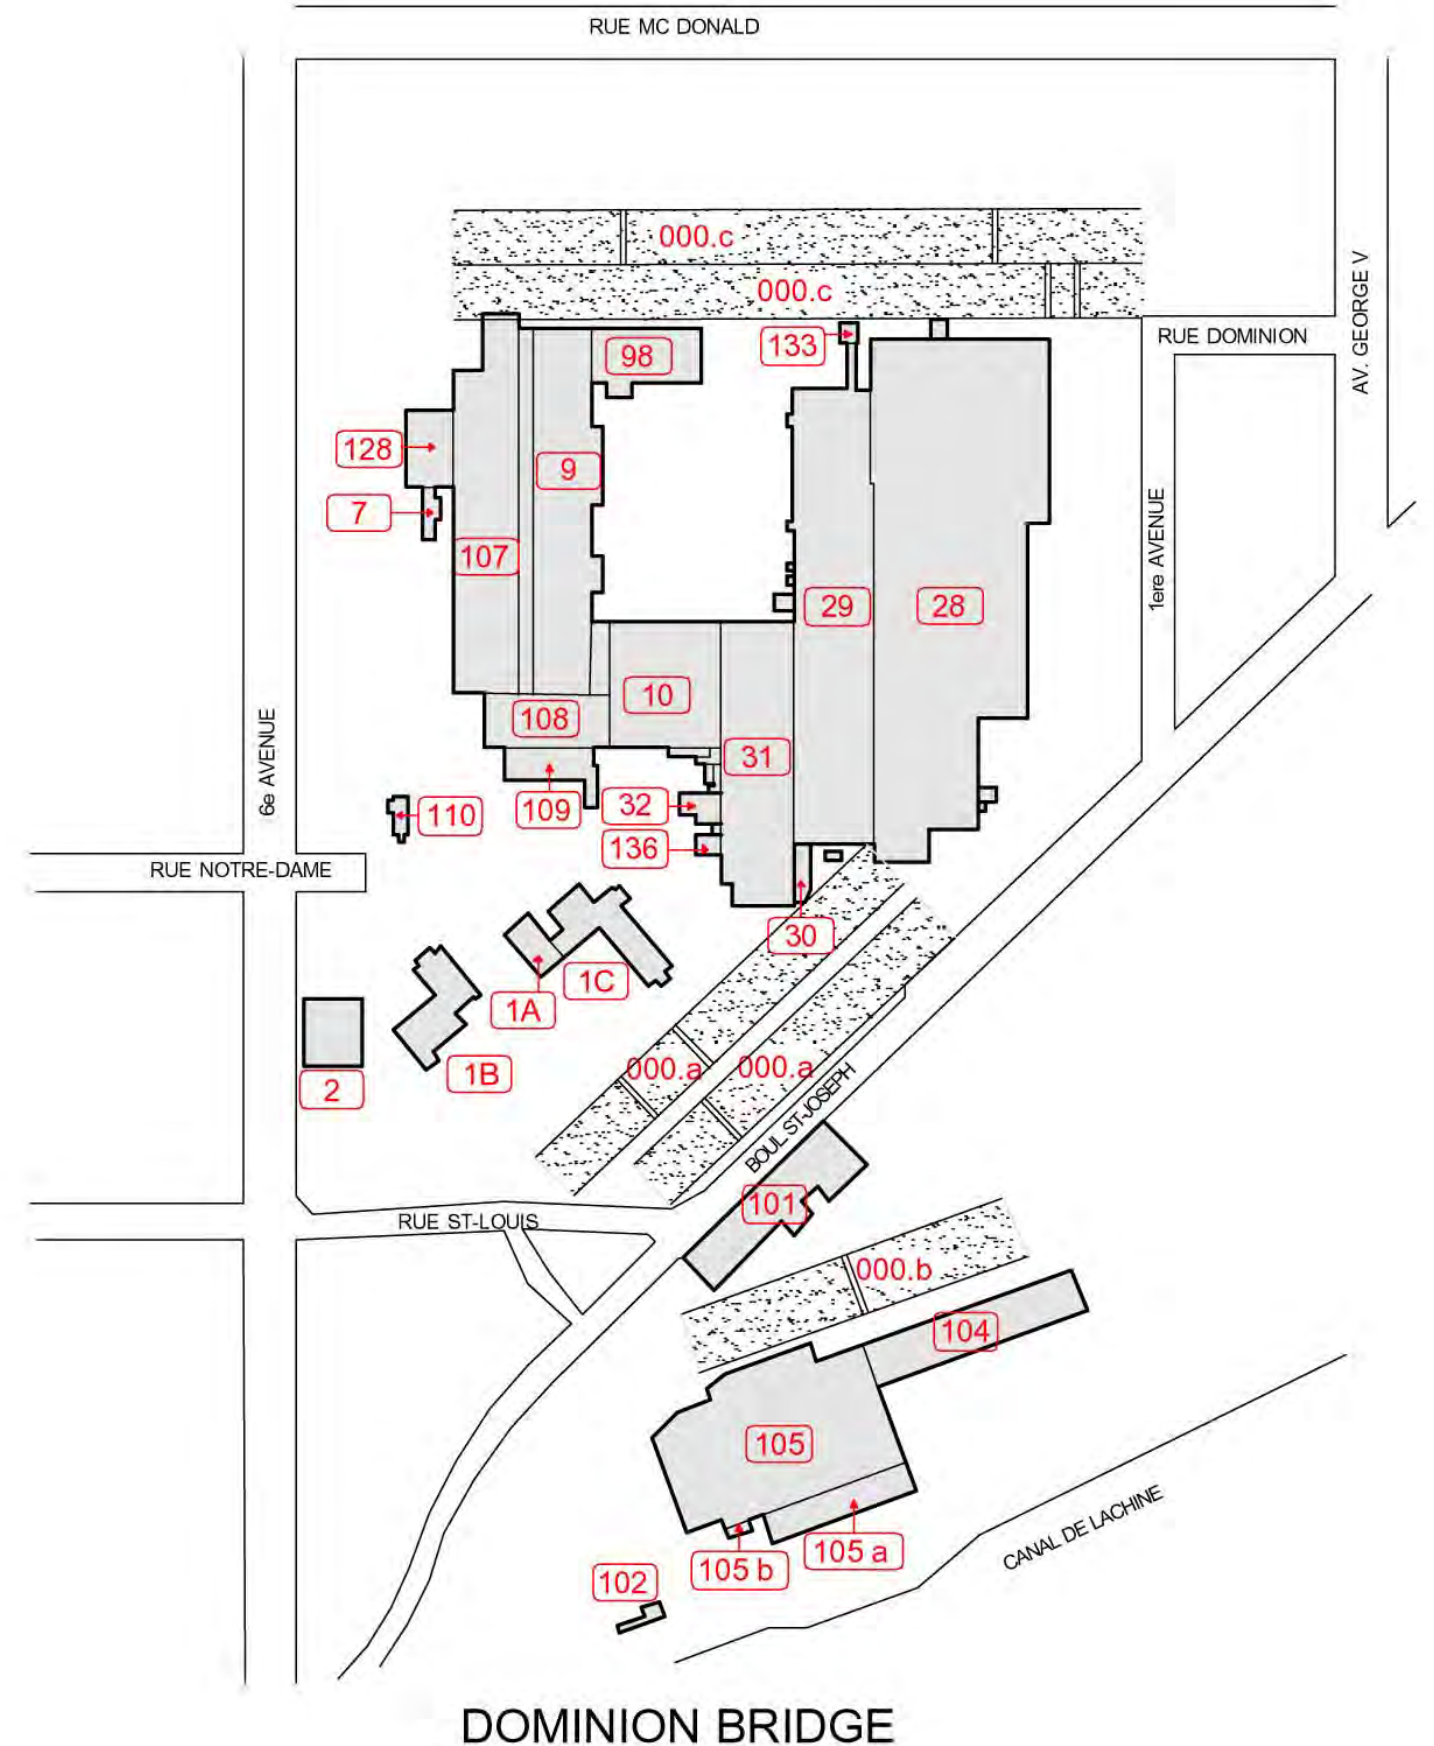 RUE MC DONALD
000.c
000.c
133
RUE DOMINION
AV. GEORGE V
98
128
9
7
107
1ere AVENUE
29
28
10
108
6e AVENUE
31
109
32
110
136
RUE NOTRE-DAME
30
1C
1A
1B
2
000.a
000.a
BOUL ST-JOSEPH
101
RUE ST-LOUIS
000.b
104
105
CANAL DE LACHINE
105 a
105 b
102
DOMINION BRIDGE